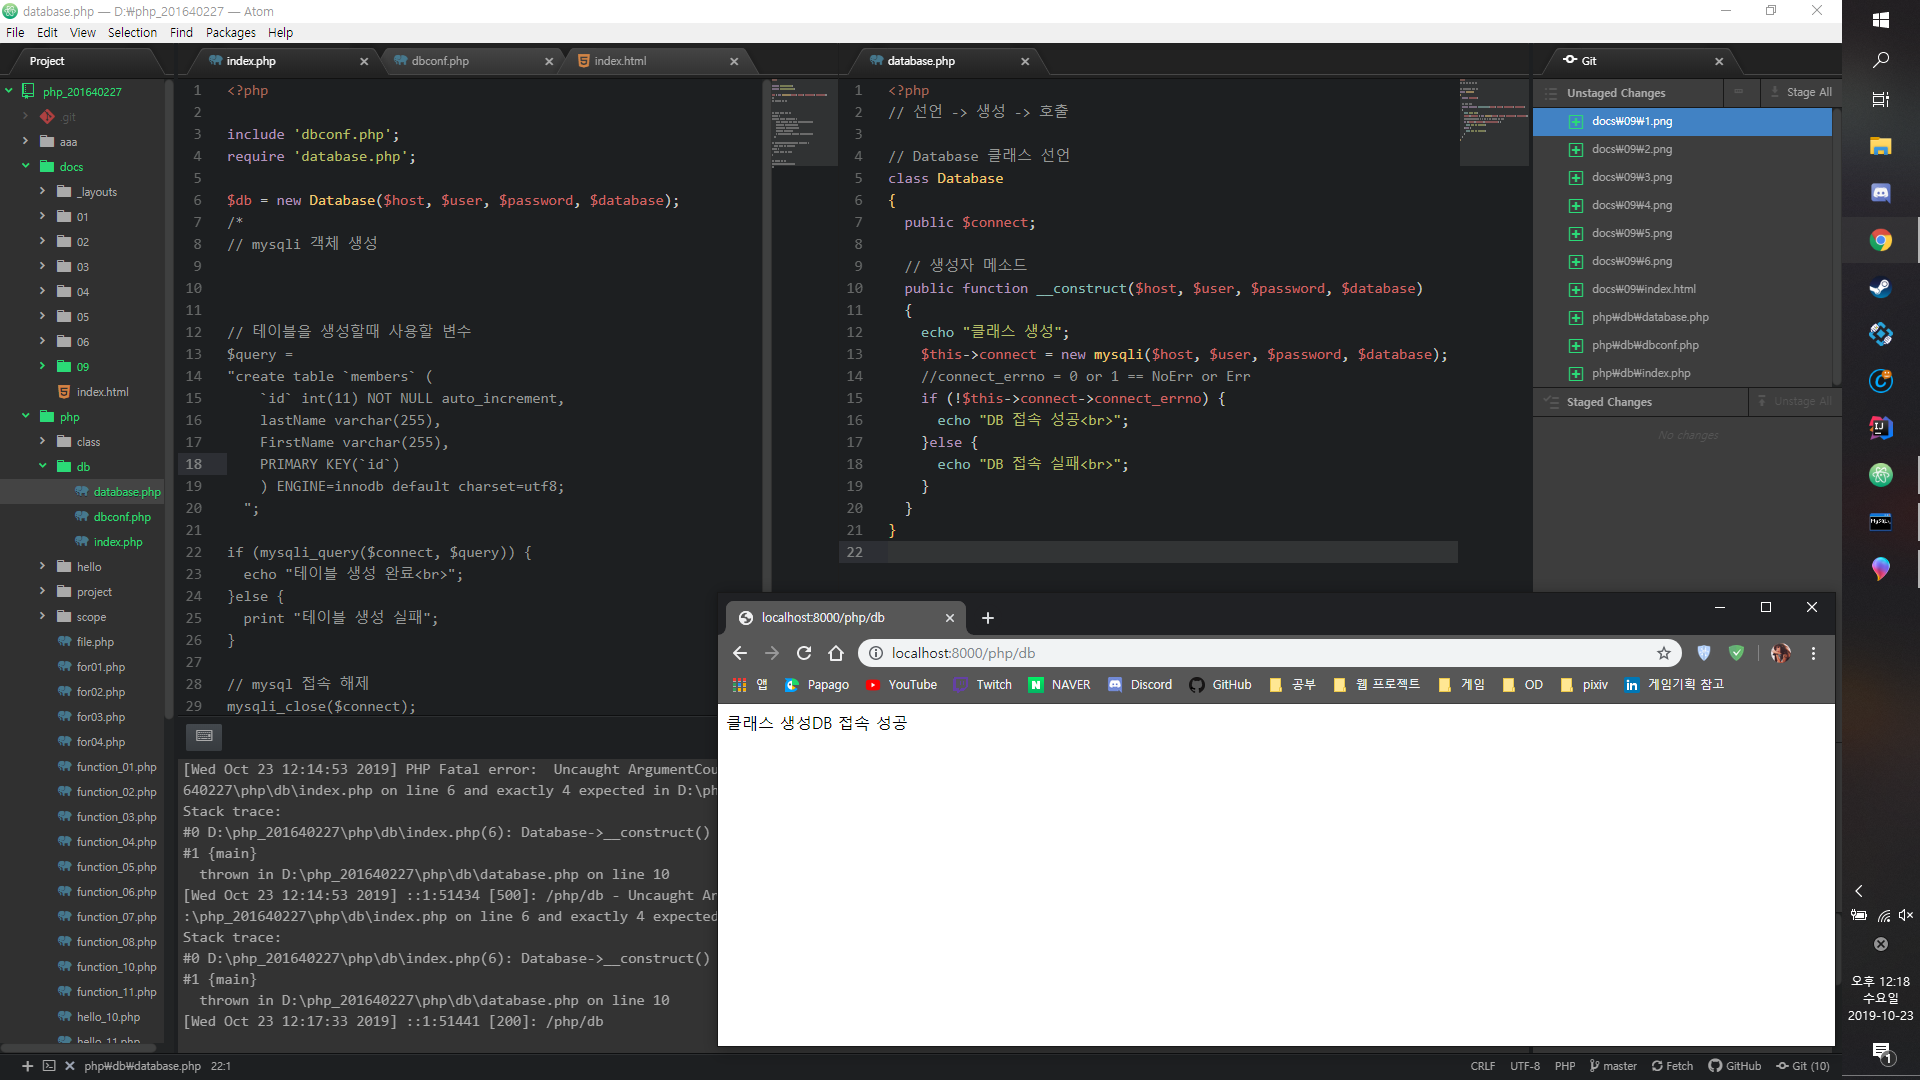 database.php — D:₩php_201640227 — Atom
File Edit View Selection Find Packages Help
Project
php_201640227
.git
aaa
docs
_layouts
01
02
03
04
05
06
09
index.html
php
class
db
database.php
dbconf.php
index.php
hello
project
scope
file.php
for01.php
for02.php
for03.php
for04.php
function_01.php
function_02.php
function_03.php
function_04.php
function_05.php
function_06.php
function_07.php
function_08.php
function_10.php
function_11.php
hello_10.php
hello_11.php
index.php
dbconf.php
index.html
1 <?php
2
3 include 'dbconf.php';
4 require 'database.php';
5
6 $db = new Database($host, $user, $password, $database);
7 /*
8 // mysqli 객체 생성
9
10
11
12 // 테이블을 생성할때 사용할 변수
13 $query =
14 "create table `members` (
15 `id` int(11) NOT NULL auto_increment,
16 lastName varchar(255),
17 FirstName varchar(255),
18 PRIMARY KEY(`id`)
19 ) ENGINE=innodb default charset=utf8;
20 ";
21
22 if (mysqli_query($connect, $query)) {
23 echo "테이블 생성 완료<br>";
24 }else {
25 print "테이블 생성 실패";
26 }
27
28 // mysql 접속 해제
29 mysqli_close($connect);
database.php
1 <?php
2 // 선언 -> 생성 -> 호출
3
4 // Database 클래스 선언
5 class Database
6 {
7 public $connect;
8
9 // 생성자 메소드
10 public function __construct($host, $user, $password, $database)
11 {
12 echo "클래스 생성";
13 $this->connect = new mysqli($host, $user, $password, $database);
14 //connect_errno = 0 or 1 == NoErr or Err
15 if (!$this->connect->connect_errno) {
16 echo "DB 접속 성공<br>";
17 }else {
18 echo "DB 접속 실패<br>";
19 }
20 }
21 }
22
Git
Unstaged Changes Stage All
docs₩09₩1.png
docs₩09₩2.png
docs₩09₩3.png
docs₩09₩4.png
docs₩09₩5.png
docs₩09₩6.png
docs₩09₩index.html
php₩db₩database.php
php₩db₩dbconf.php
php₩db₩index.php
Staged Changes Unstage All
No changes
[Wed Oct 23 12:14:53 2019] PHP Fatal error:  Uncaught ArgumentCou
640227\php\db\index.php on line 6 and exactly 4 expected in D:\ph
Stack trace:
#0 D:\php_201640227\php\db\index.php(6): Database->__construct()
#1 {main}
thrown in D:\php_201640227\php\db\database.php on line 10
[Wed Oct 23 12:14:53 2019] ::1:51434 [500]: /php/db - Uncaught Ar
:\php_201640227\php\db\index.php on line 6 and exactly 4 expected
Stack trace:
#0 D:\php_201640227\php\db\index.php(6): Database->__construct()
#1 {main}
thrown in D:\php_201640227\php\db\database.php on line 10
[Wed Oct 23 12:17:33 2019] ::1:51441 [200]: /php/db
localhost:8000/php/db
localhost:8000/php/db
앱 Papago YouTube Twitch NAVER Discord GitHub 공부 웹 프로젝트 게임 OD pixiv 게임기획 참고
클래스 생성DB 접속 성공
php₩db₩database.php 22:1
CRLF UTF-8 PHP master Fetch GitHub Git (10)
오후 12:18
수요일
2019-10-23
1